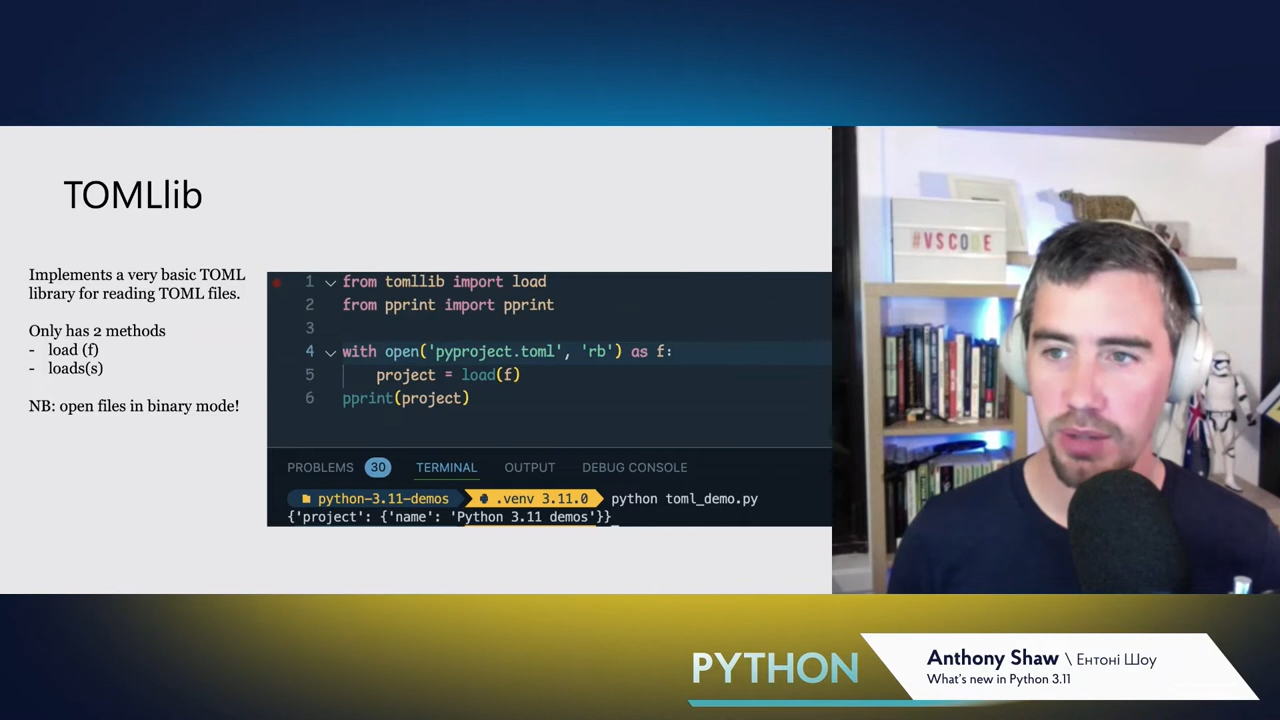 TOMLlib
Implements a very basic TOML
library for reading TOML files.
Only has 2 methods
- load (f)
- loads(s)
NB: open files in binary mode!
1 from tomllib import load
2 from pprint import pprint
3
4 with open('pyproject.toml', 'rb') as f:
5 project = load(f)
6 pprint(project)
PROBLEMS 30 TERMINAL OUTPUT DEBUG CONSOLE
python-3.11-demos .venv 3.11.0 python toml_demo.py
{'project': {'name': 'Python 3.11 demos'}}
#VSCODE
PYTHON
Anthony Shaw \ Ентоні Шоу
What's new in Python 3.11